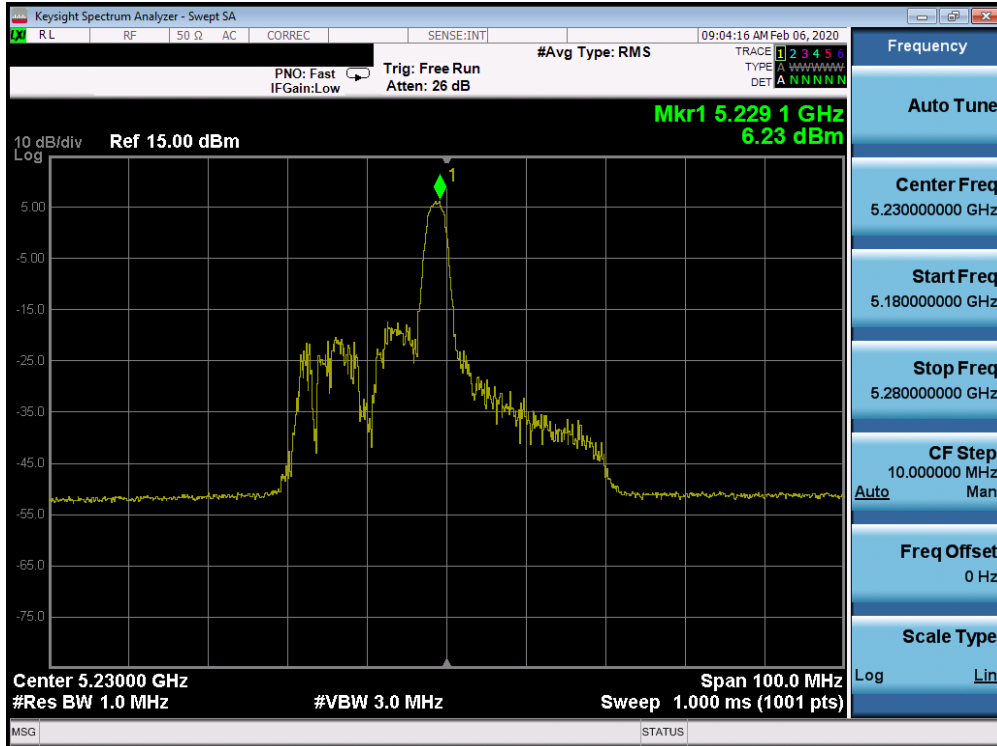 Keysight Spectrum Analyzer - Swept SA
LXI RL RF 50 Ω AC CORREC SENSE:INT 09:04:16 AM Feb 06, 2020
#Avg Type: RMS TRACE 1 2 3 4 5 6
PNO: Fast Trig: Free Run TYPE A WWWWW
IFGain:Low Atten: 26 dB DET A N N N N N
Mkr1 5.229 1 GHz
6.23 dBm
10 dB/div Ref 15.00 dBm
Log
1
5.00
-5.00
-15.0
-25.0
-35.0
-45.0
-55.0
-65.0
-75.0
Center 5.23000 GHz Span 100.0 MHz
#Res BW 1.0 MHz #VBW 3.0 MHz Sweep 1.000 ms (1001 pts)
MSG STATUS
Frequency
Auto Tune
Center Freq
5.230000000 GHz
Start Freq
5.180000000 GHz
Stop Freq
5.280000000 GHz
CF Step
10.000000 MHz
Auto Man
Freq Offset
0 Hz
Scale Type
Log Lin